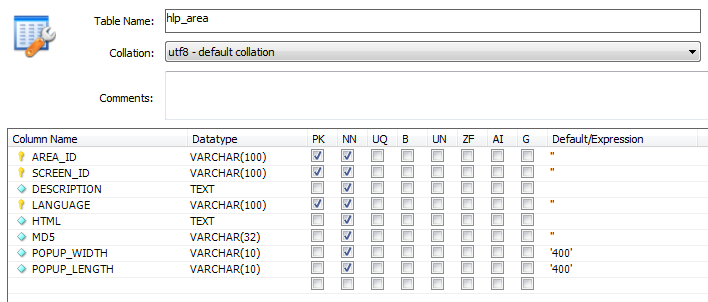 Table Name: hlp_area
Collation: utf8 - default collation
Comments:
Column Name Datatype PK NN UQ B UN ZF AI G Default/Expression
AREA_ID VARCHAR(100) ''
SCREEN_ID VARCHAR(100) ''
DESCRIPTION TEXT
LANGUAGE VARCHAR(100) ''
HTML TEXT
MD5 VARCHAR(32) ''
POPUP_WIDTH VARCHAR(10) '400'
POPUP_LENGTH VARCHAR(10) '400'